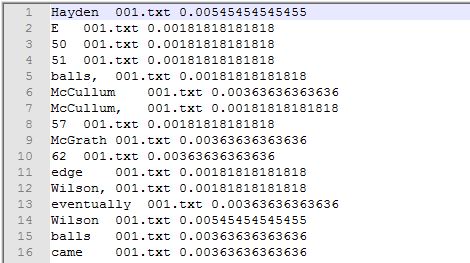 1 Hayden 001.txt 0.00545454545455
2 E 001.txt 0.00181818181818
3 50 001.txt 0.00181818181818
4 51 001.txt 0.00181818181818
5 balls, 001.txt 0.00181818181818
6 McCullum 001.txt 0.00363636363636
7 McCullum, 001.txt 0.00181818181818
8 57 001.txt 0.00181818181818
9 McGrath 001.txt 0.00363636363636
10 62 001.txt 0.00363636363636
11 edge 001.txt 0.00181818181818
12 Wilson, 001.txt 0.00181818181818
13 eventually 001.txt 0.00363636363636
14 Wilson 001.txt 0.00545454545455
15 balls 001.txt 0.00363636363636
16 came 001.txt 0.00363636363636